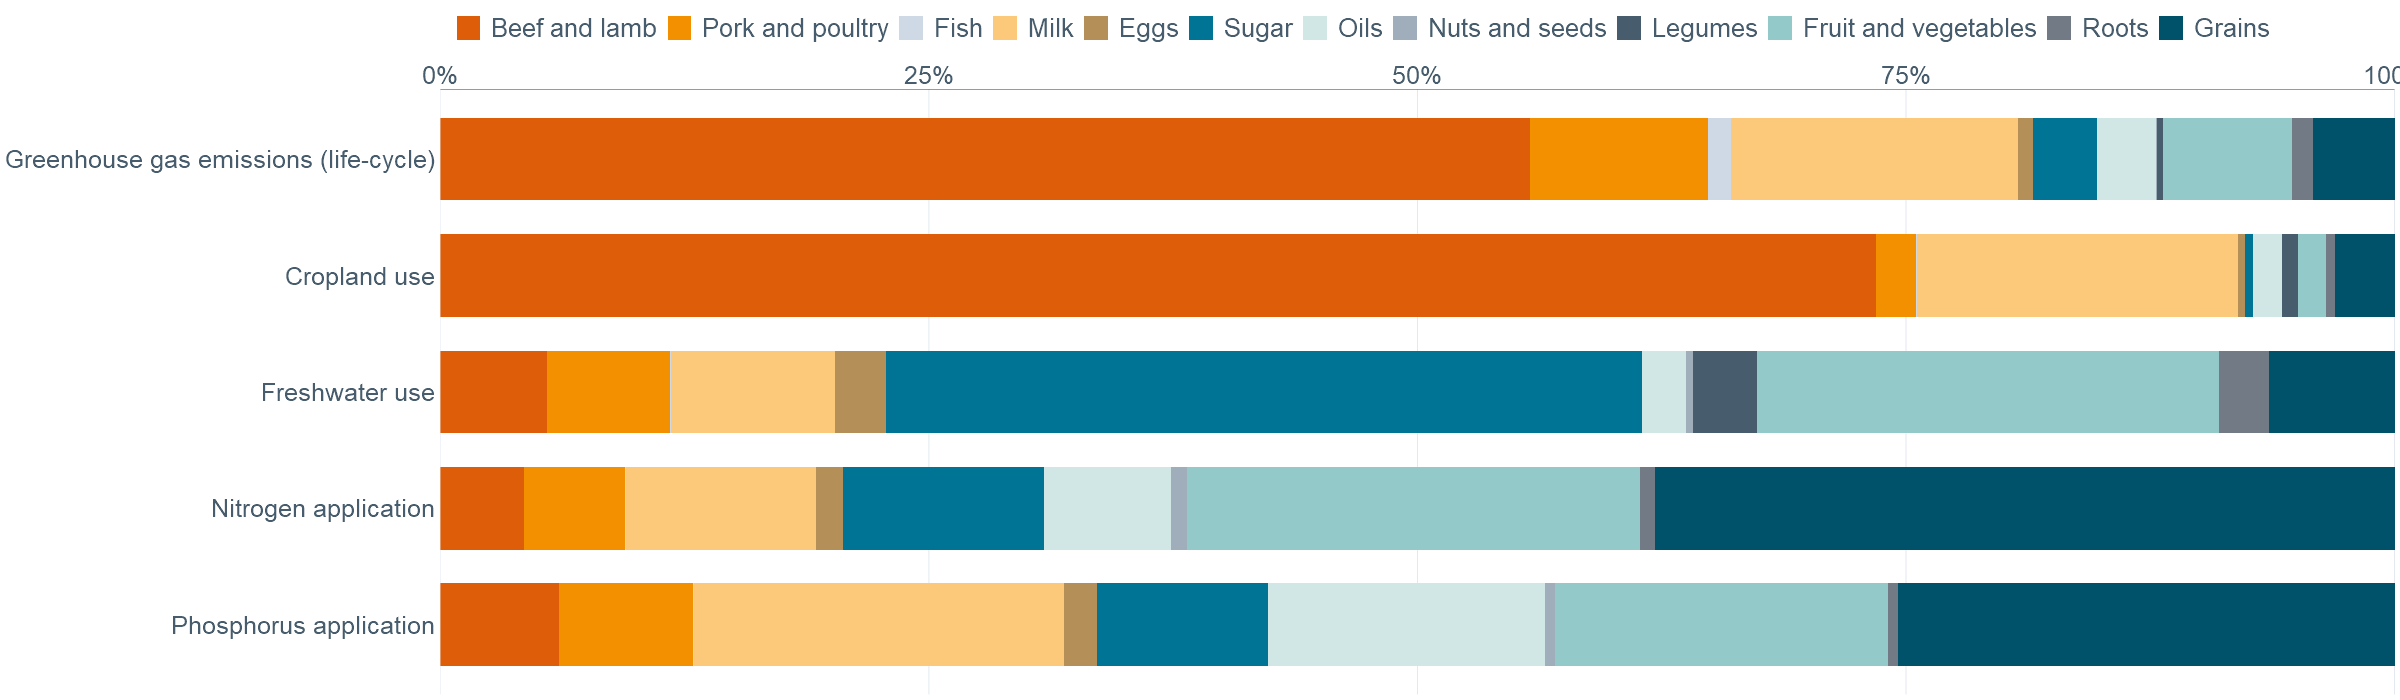 Beef and lamb Pork and poultry Fish Milk Eggs Sugar Oils Nuts and seeds Legumes Fruit and vegetables Roots Grains
0% 25% 50% 75% 100
Greenhouse gas emissions (life-cycle)
Cropland use
Freshwater use
Nitrogen application
Phosphorus application